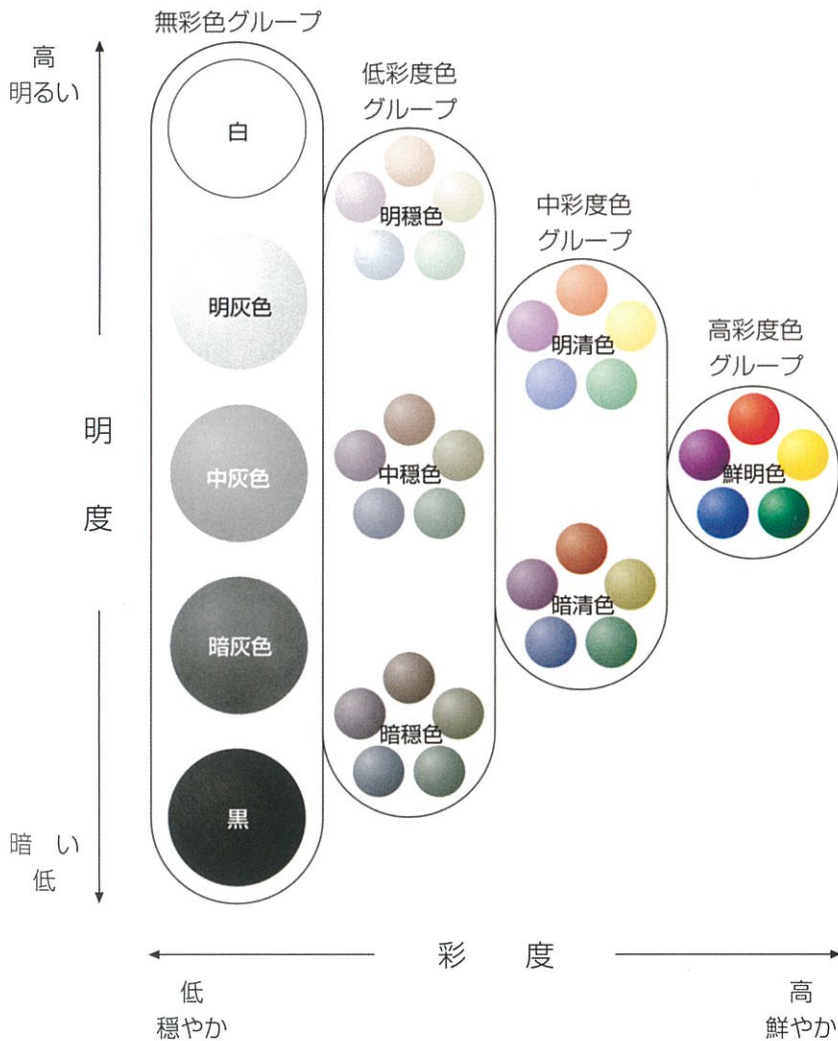 無彩色グループ
高
明るい
白
明灰色
中灰色
暗灰色
黒
明
度
暗い
低
低彩度色
グループ
明穏色
中穏色
暗穏色
中彩度色
グループ
明清色
暗清色
高彩度色
グループ
鮮明色
彩度
低
穏やか
高
鮮やか